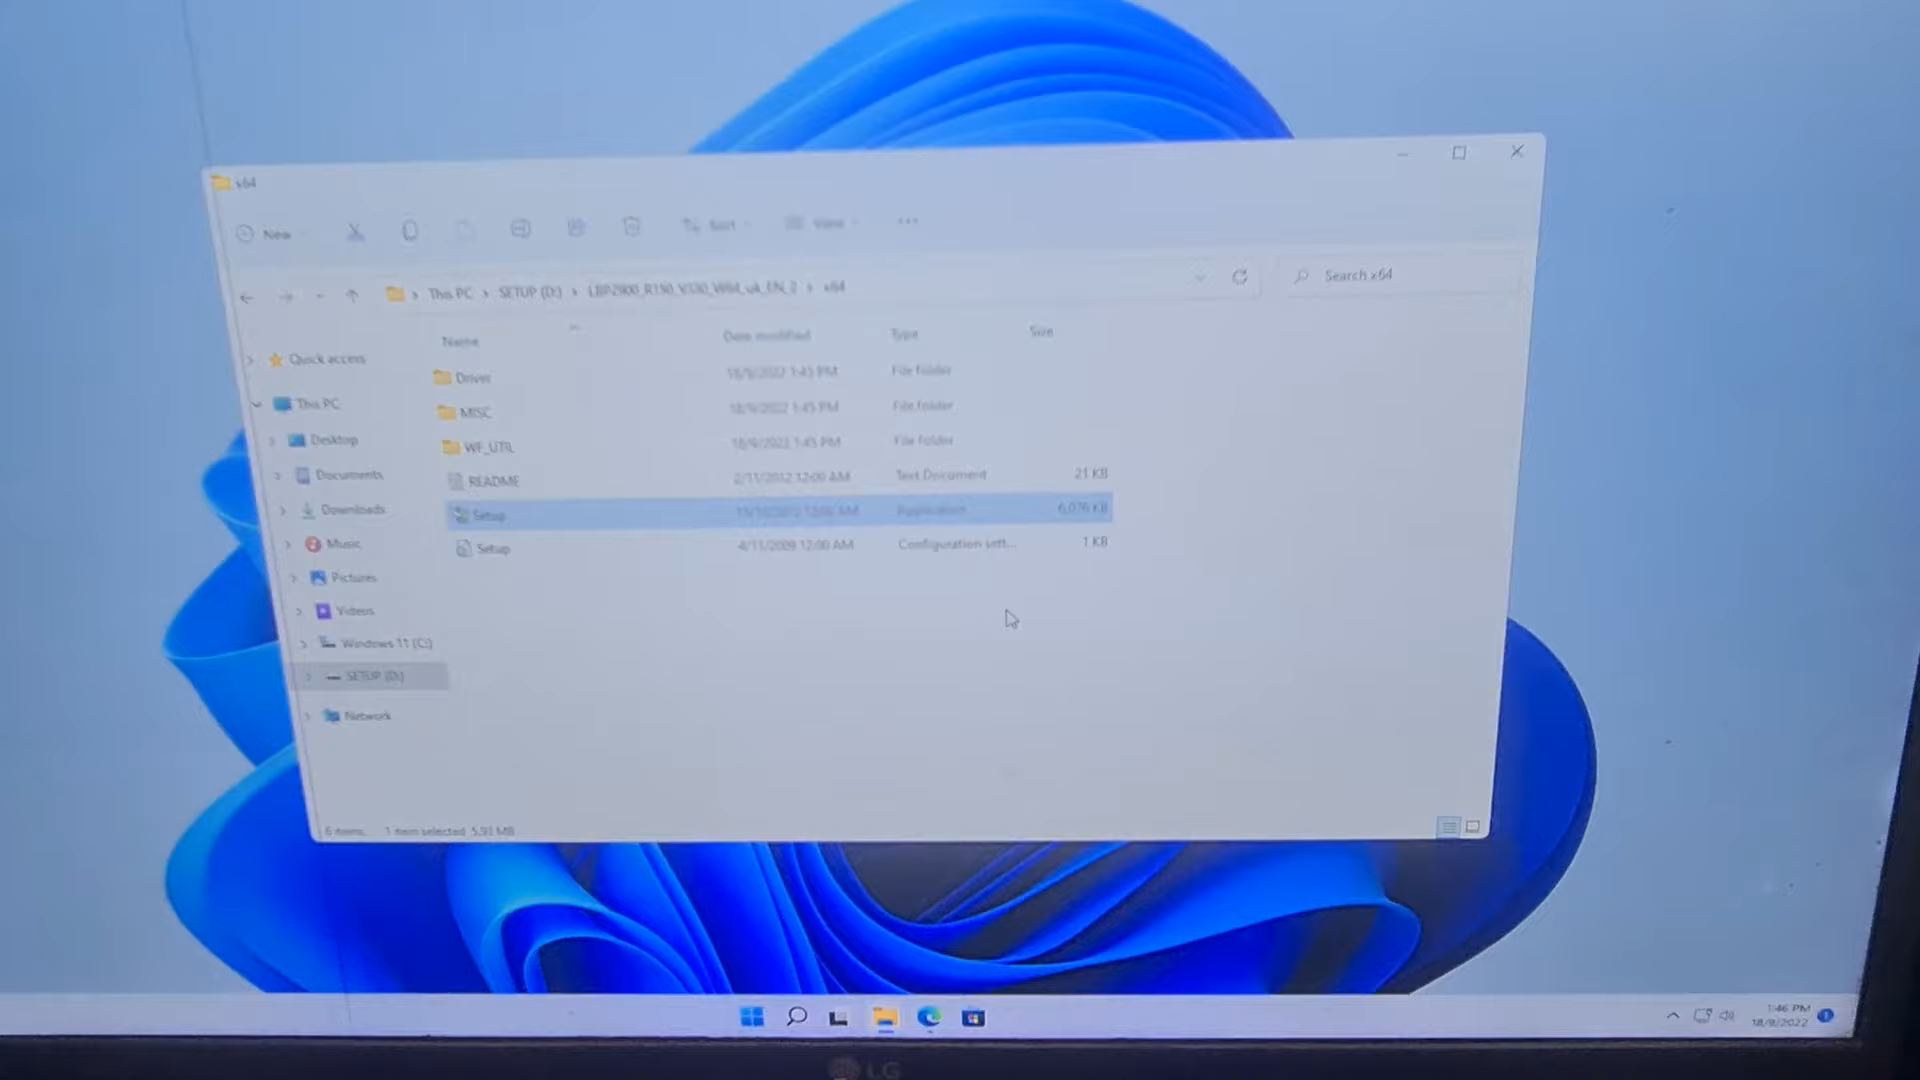 x64
New
Sort
View
This PC > SETUP (D:) > LBP2900_R150_V330_W64_uk_EN_2 > x64
Search x64
Name
Date modified
Type
Size
Quick access
This PC
Desktop
Documents
Downloads
Music
Pictures
Videos
Windows 11 (C:)
SETUP (D:)
Network
Driver 18/9/2022 1:45 PM File folder
MISC 18/9/2022 1:45 PM File folder
WF_UTIL 18/9/2022 1:45 PM File folder
README 2/11/2012 12:00 AM Text Document 21 KB
Setup Application 6,076 KB
Setup 4/11/2009 12:00 AM Configuration sett... 1 KB
6 items 1 item selected 5.93 MB
1:46 PM
18/9/2022
1
LG